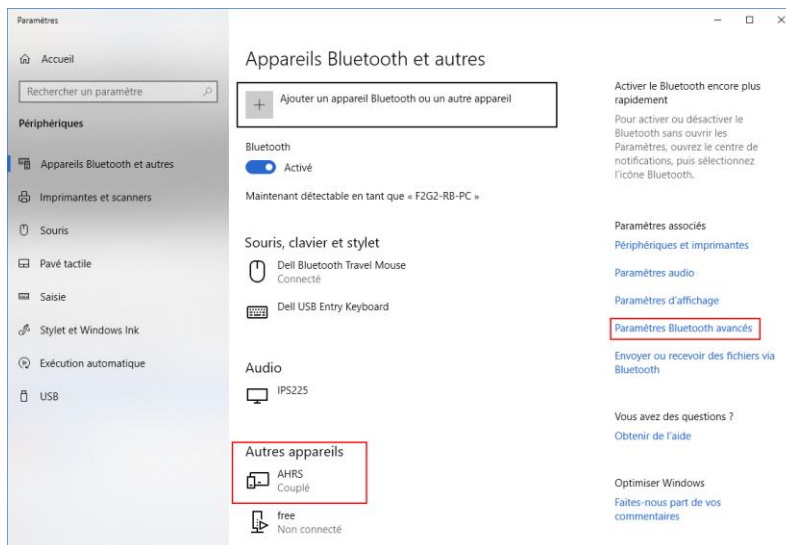 Paramètres
Accueil
Rechercher un paramètre
Périphériques
Appareils Bluetooth et autres
Imprimantes et scanners
Souris
Pavé tactile
Saisie
Stylet et Windows Ink
Exécution automatique
USB
Appareils Bluetooth et autres
Ajouter un appareil Bluetooth ou un autre appareil
Bluetooth
Activé
Maintenant détectable en tant que « F2G2-RB-PC »
Souris, clavier et stylet
Dell Bluetooth Travel Mouse
Connecté
Dell USB Entry Keyboard
Audio
IPS225
Autres appareils
AHRS
Couplé
free
Non connecté
Activer le Bluetooth encore plus
rapidement
Pour activer ou désactiver le
Bluetooth sans ouvrir les
Paramètres, ouvrez le centre de
notifications, puis sélectionnez
l'icône Bluetooth.
Paramètres associés
Périphériques et imprimantes
Paramètres audio
Paramètres d'affichage
Paramètres Bluetooth avancés
Envoyer ou recevoir des fichiers via
Bluetooth
Vous avez des questions ?
Obtenir de l'aide
Optimiser Windows
Faites-nous part de vos
commentaires